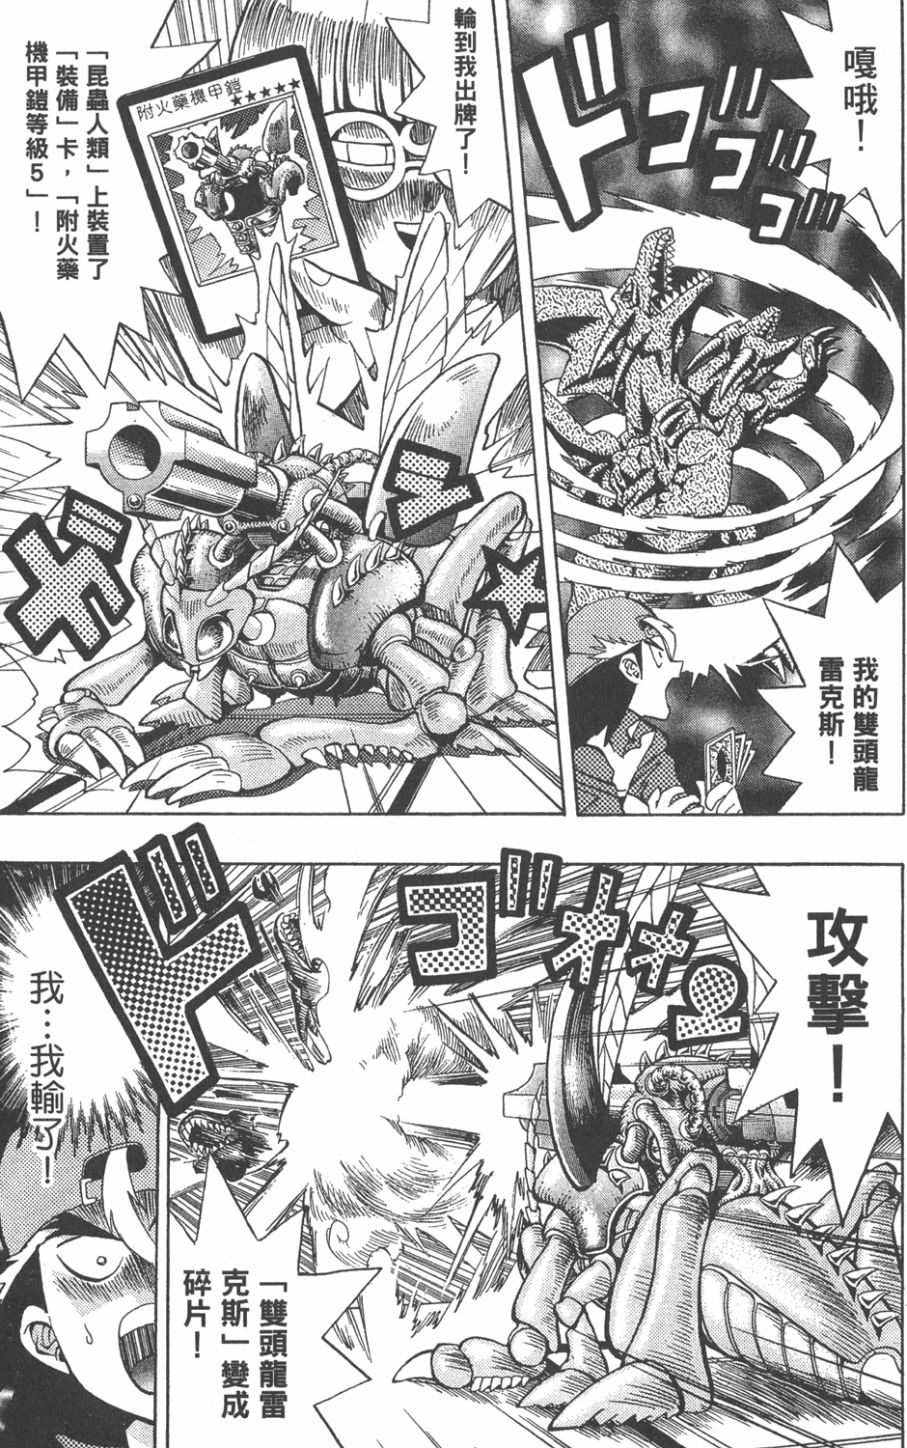 嘎哦！
ドゴゴゴ
我的雙頭龍
雷克斯！
輪到我出牌了！
附火藥機甲鎧
「昆蟲人類」上裝置了
「裝備」卡，「附火藥
機甲鎧等級5」！
ガ
攻擊！
ドゴオオ
「雙頭龍雷
克斯」變成
碎片！
我…我輸了！